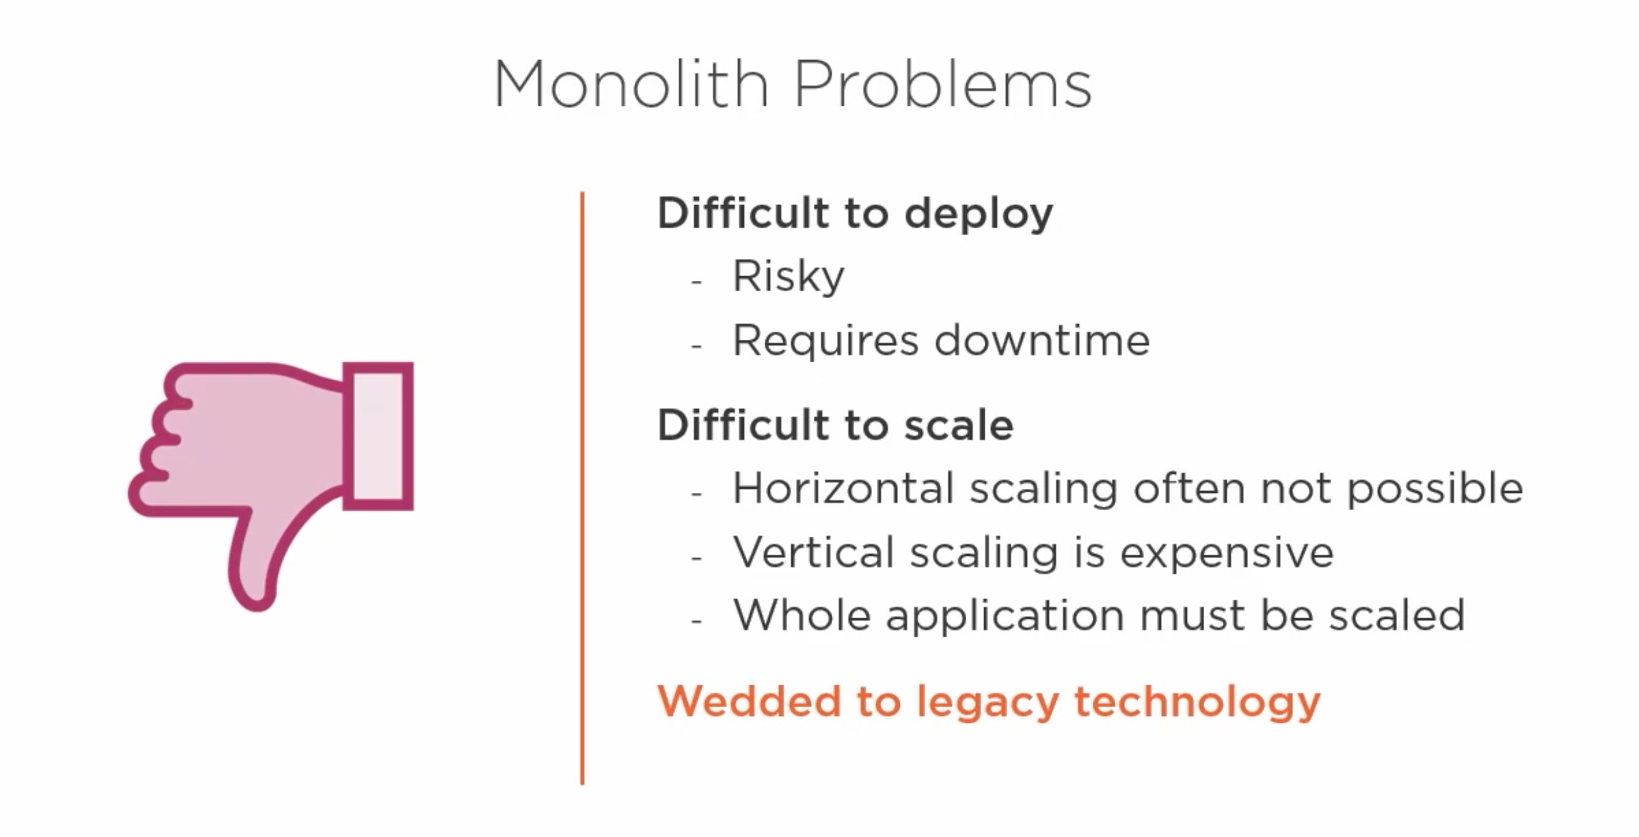 Monolith Problems
Difficult to deploy
- Risky
- Requires downtime
Difficult to scale
- Horizontal scaling often not possible
- Vertical scaling is expensive
- Whole application must be scaled
Wedded to legacy technology